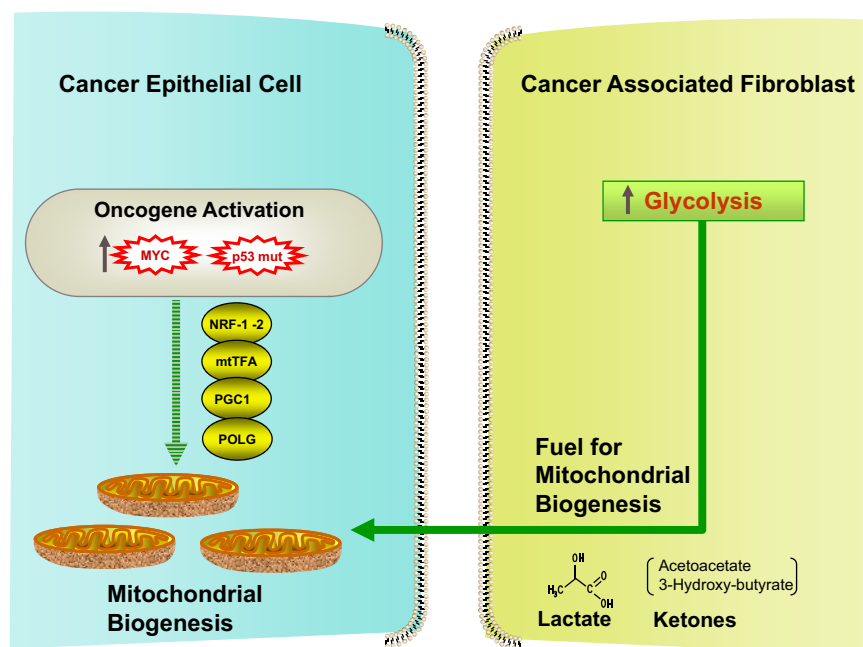 Cancer Epithelial Cell
Oncogene Activation
MYC
p53 mut
NRF-1 -2
mtTFA
PGC1
POLG
Mitochondrial
Biogenesis
Cancer Associated Fibroblast
Glycolysis
Fuel for
Mitochondrial
Biogenesis
OH
H3C
C
O
OH
Lactate
Acetoacetate
3-Hydroxy-butyrate
Ketones